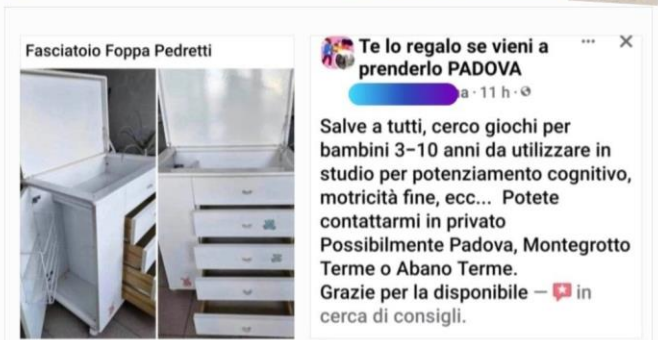 Fasciatoio Foppa Pedretti
Te lo regalo se vieni a
prenderlo PADOVA
a · 11 h ·
Salve a tutti, cerco giochi per
bambini 3-10 anni da utilizzare in
studio per potenziamento cognitivo,
motricità fine, ecc... Potete
contattarmi in privato
Possibilmente Padova, Montegrotto
Terme o Abano Terme.
Grazie per la disponibile — in
cerca di consigli.